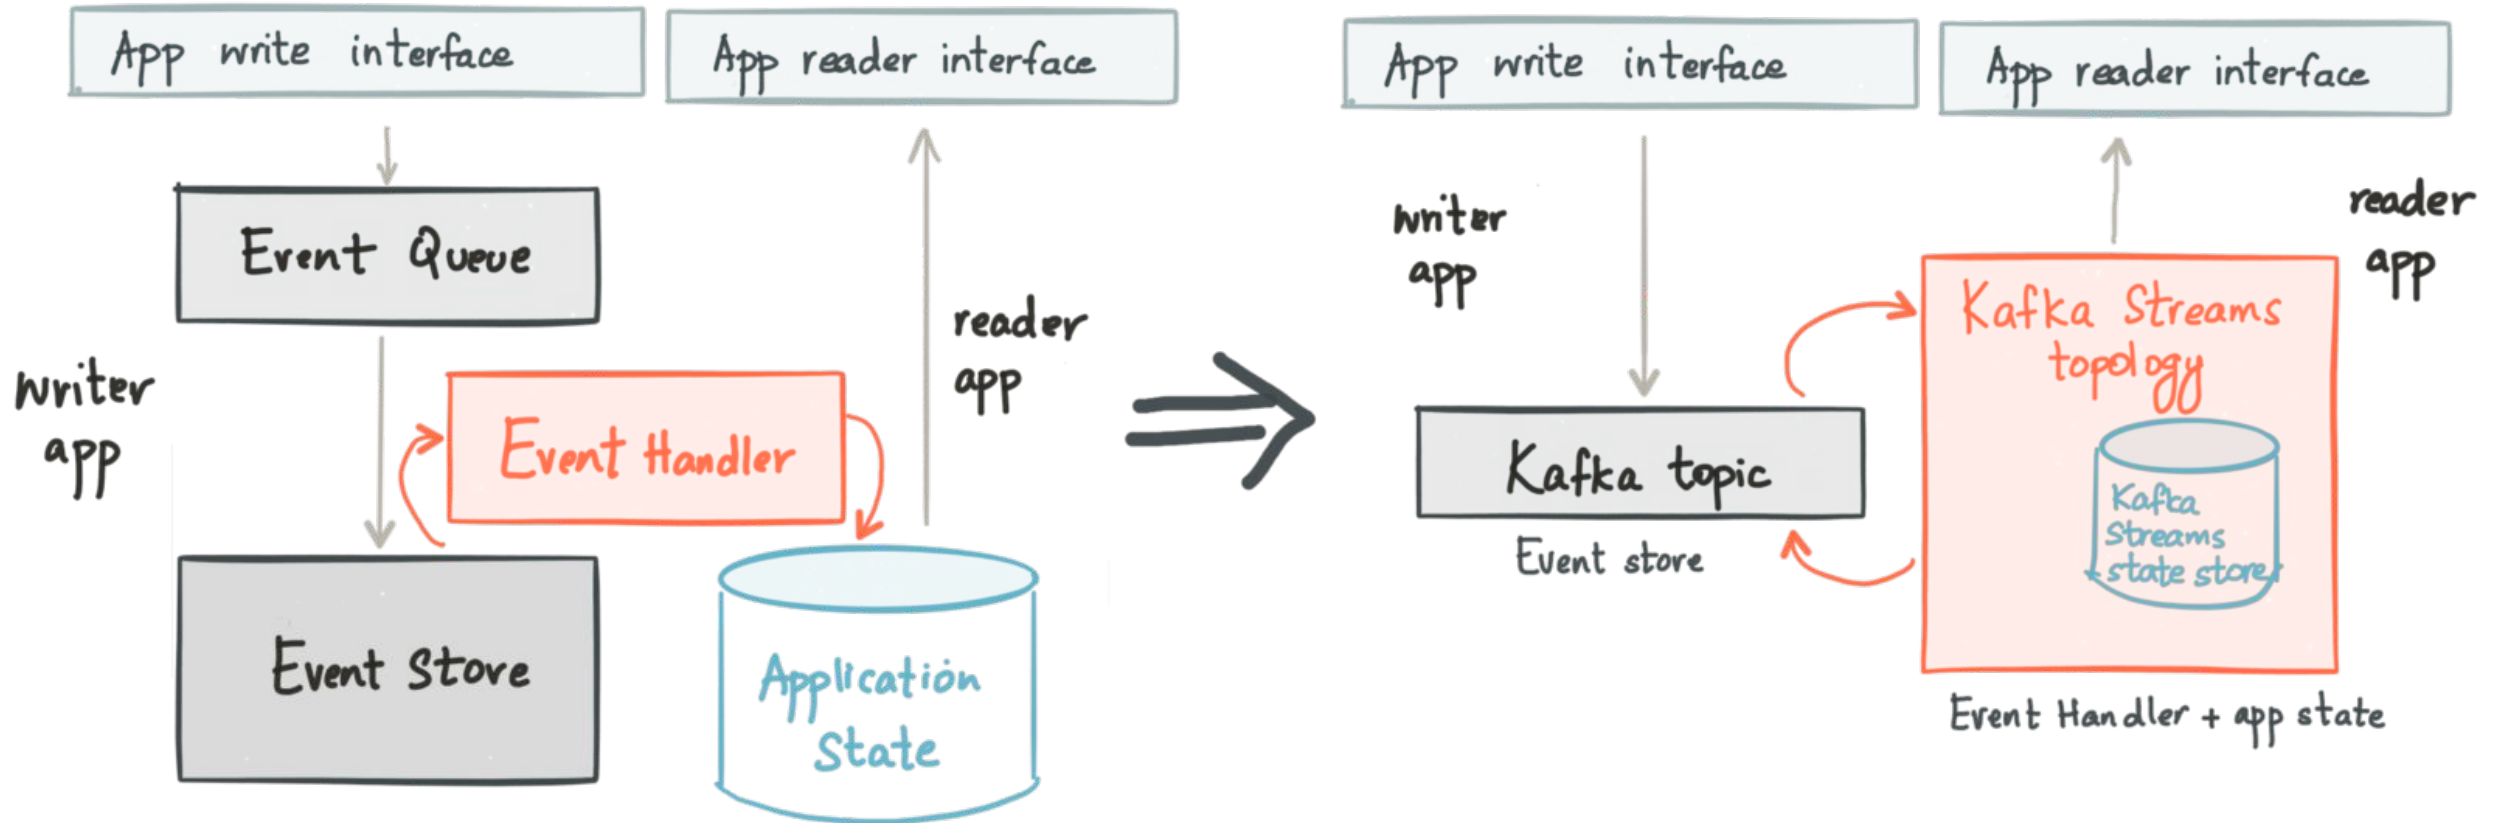 App write interface
App reader interface
Event Queue
writer
app
Event Handler
reader
app
Event Store
Application
State
App write interface
App reader interface
writer
app
reader
app
Kafka topic
Event store
Kafka Streams
topology
Kafka
streams
state store
Event Handler + app state